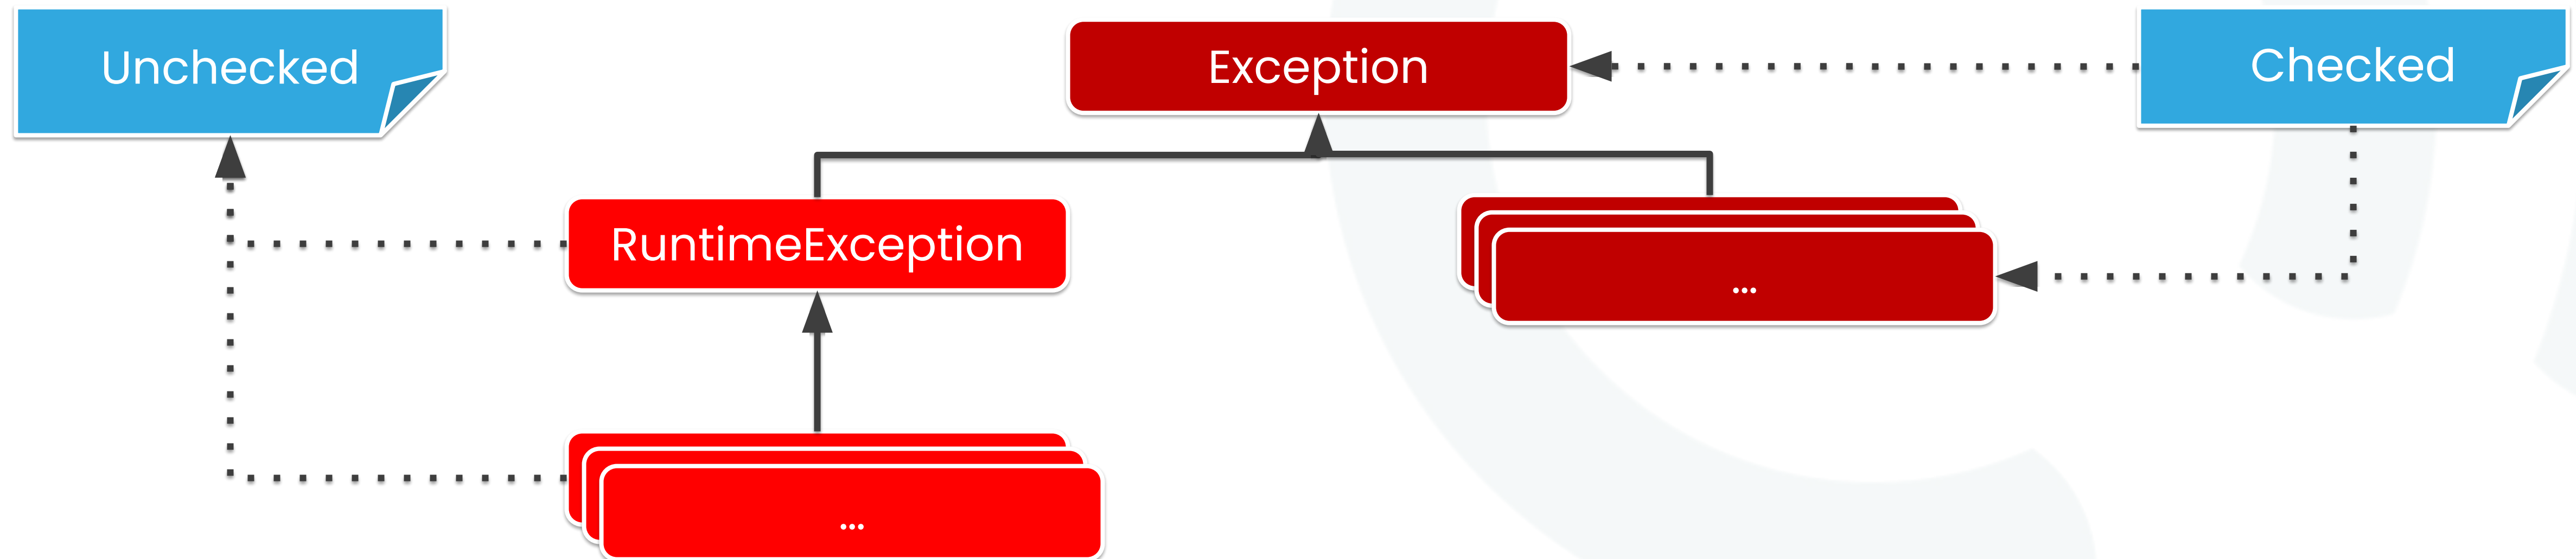 Unchecked
Exception
Checked
RuntimeException
...
...